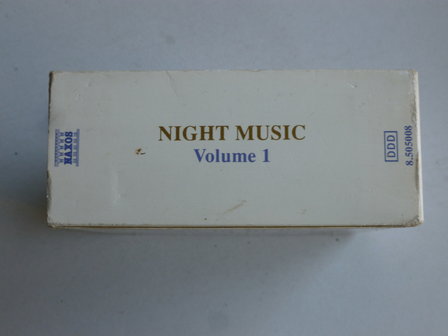 NIGHT MUSIC
Volume 1
NAXOS
DDD
8.505008